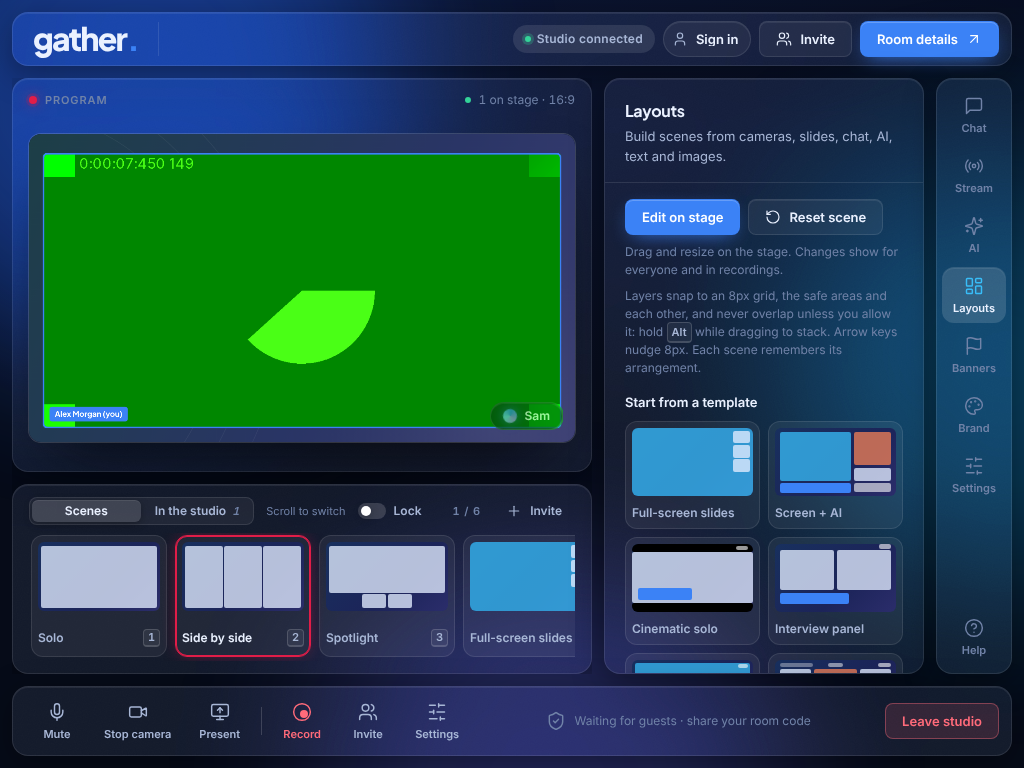 gather.
Studio connected
Sign in
Invite
Room details
PROGRAM
1 on stage · 16:9
0:00:07:450 149
Alex Morgan (you)
Sam
Scenes
In the studio 1
Scroll to switch
Lock
1 / 6
Invite
Solo 1
Side by side 2
Spotlight 3
Full-screen slides
Layouts
Build scenes from cameras, slides, chat, AI,
text and images.
Edit on stage
Reset scene
Drag and resize on the stage. Changes show for
everyone and in recordings.
Layers snap to an 8px grid, the safe areas and
each other, and never overlap unless you allow
it: hold Alt while dragging to stack. Arrow keys
nudge 8px. Each scene remembers its
arrangement.
Start from a template
Full-screen slides
Screen + AI
Cinematic solo
Interview panel
Chat
Stream
AI
Layouts
Banners
Brand
Settings
Help
Mute
Stop camera
Present
Record
Invite
Settings
Waiting for guests · share your room code
Leave studio